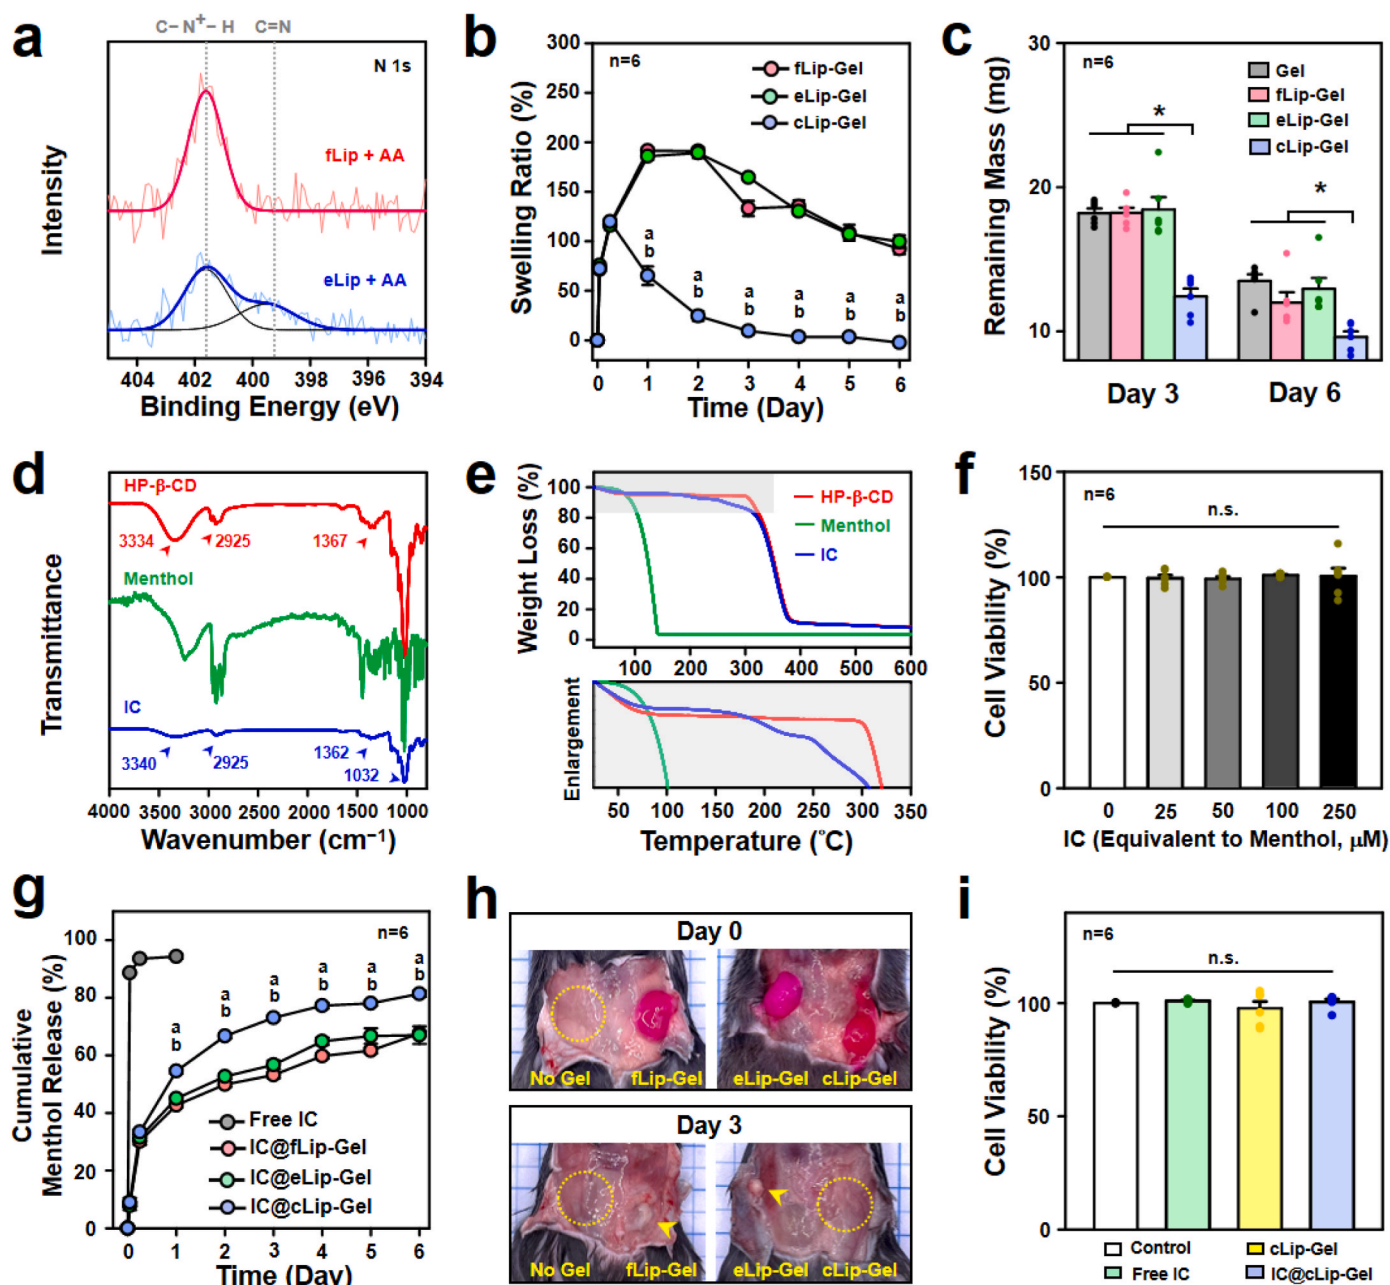 a
C−N⁺−H C=N
N 1s
fLip + AA
eLip + AA
Intensity
404 402 400 398 396 394
Binding Energy (eV)
b
n=6
fLip-Gel
eLip-Gel
cLip-Gel
Swelling Ratio (%)
300
250
200
150
100
50
0
a
b
a
b
a
b
a
b
a
b
a
b
0 1 2 3 4 5 6
Time (Day)
c
n=6
Gel
fLip-Gel
eLip-Gel
cLip-Gel
Remaining Mass (mg)
30
20
10
*
*
Day 3 Day 6
d
HP-β-CD
3334 2925 1367
Menthol
IC
3340 2925 1362
1032
Transmittance
4000 3000 2000 1000
Wavenumber (cm⁻¹)
e
Weight Loss (%)
100
80
60
40
20
0
HP-β-CD
Menthol
IC
100 200 300 400 500 600
Enlargement
50 100 150 200 250 300 350
Temperature (°C)
f
n=6
n.s.
Cell Viability (%)
150
100
50
0
0 25 50 100 250
IC (Equivalent to Menthol, μM)
g
n=6
Cumulative
Menthol Release (%)
100
80
60
40
20
0
a
b
a
b
a
b
a
b
a
b
a
b
Free IC
IC@fLip-Gel
IC@eLip-Gel
IC@cLip-Gel
0 1 2 3 4 5 6
Time (Day)
h
Day 0
No Gel fLip-Gel eLip-Gel cLip-Gel
Day 3
No Gel fLip-Gel eLip-Gel cLip-Gel
i
n=6
n.s.
Cell Viability (%)
100
50
0
Control cLip-Gel
Free IC IC@cLip-Gel